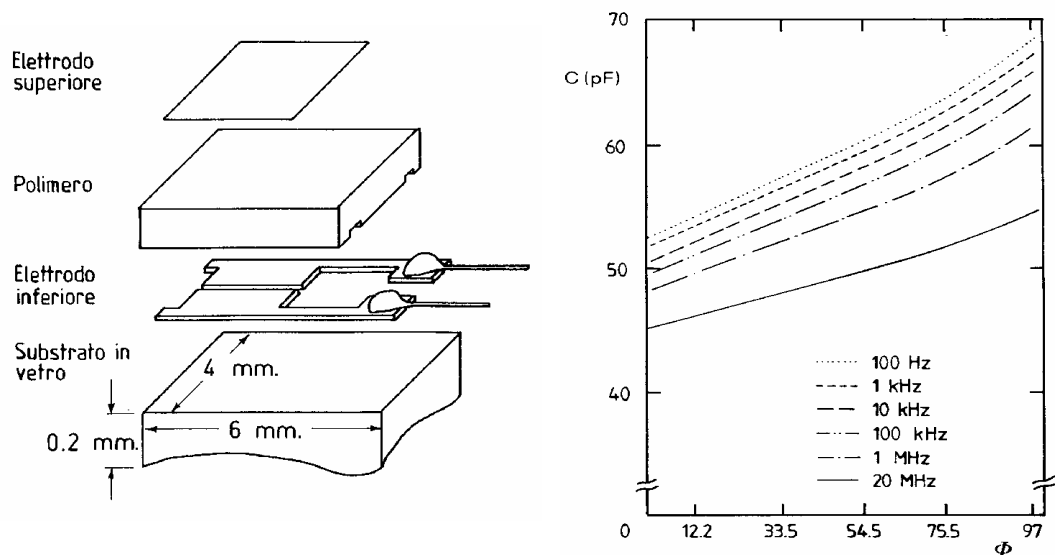 Elettrodo
superiore
Polimero
Elettrodo
inferiore
Substrato in
vetro
4 mm.
0.2 mm.
6 mm.
70
C (pF)
60
50
40
0
100 Hz
1 kHz
10 kHz
100 kHz
1 MHz
20 MHz
12.2 33.5 54.5 75.5 97
Φ